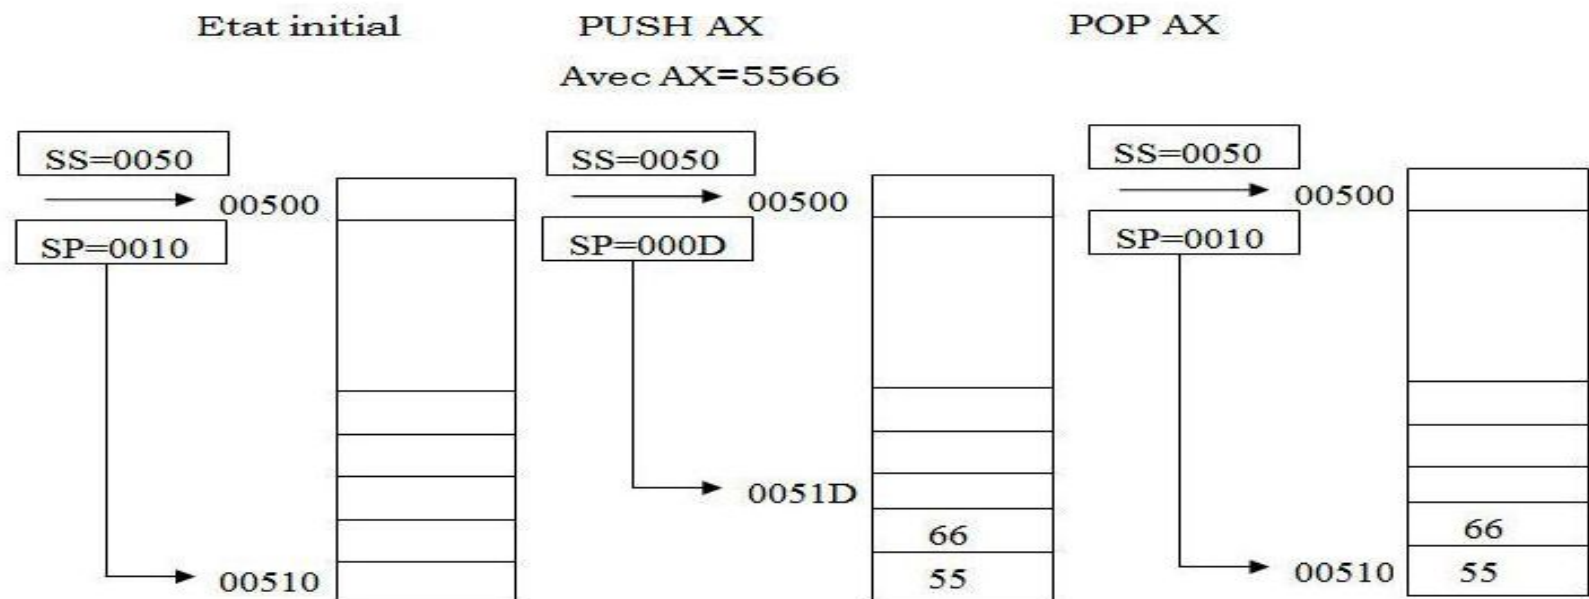 Etat initial
PUSH AX
POP AX
Avec AX=5566
SS=0050
00500
SP=0010
00510
SS=0050
00500
SP=000D
0051D
66
55
SS=0050
00500
SP=0010
00510
66
55